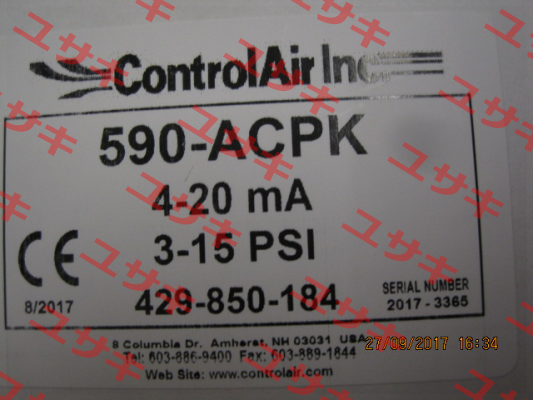 ControlAir Inc
590-ACPK
4-20 mA
3-15 PSI
8/2017
429-850-184
SERIAL NUMBER
2017 - 3365
8 Columbia Dr. Amherst, NH 03031 USA
Tel: 603-886-9400 Fax: 603-889-1844
Web Site: www.controlair.com
27/09/2017 16:34
ユサキ